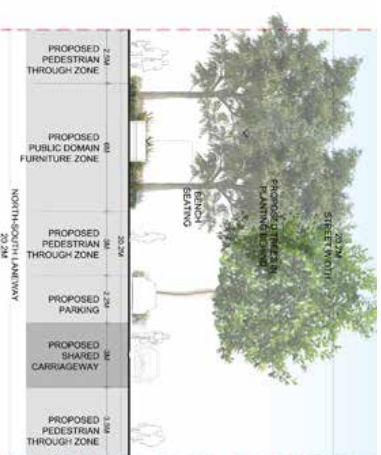 PROPOSED
PEDESTRIAN
THROUGH ZONE
2.5M
PROPOSED
PUBLIC DOMAIN
FURNITURE ZONE
6M
PROPOSED
PEDESTRIAN
THROUGH ZONE
3M
PROPOSED
PARKING
2.2M
PROPOSED
SHARED
CARRIAGEWAY
3M
PROPOSED
PEDESTRIAN
THROUGH ZONE
3.5M
20.2M
NORTH-SOUTH LANEWAY
20.2M
BENCH
SEATING
PROPOSED TREES IN
20.2M
STREET WIDTH